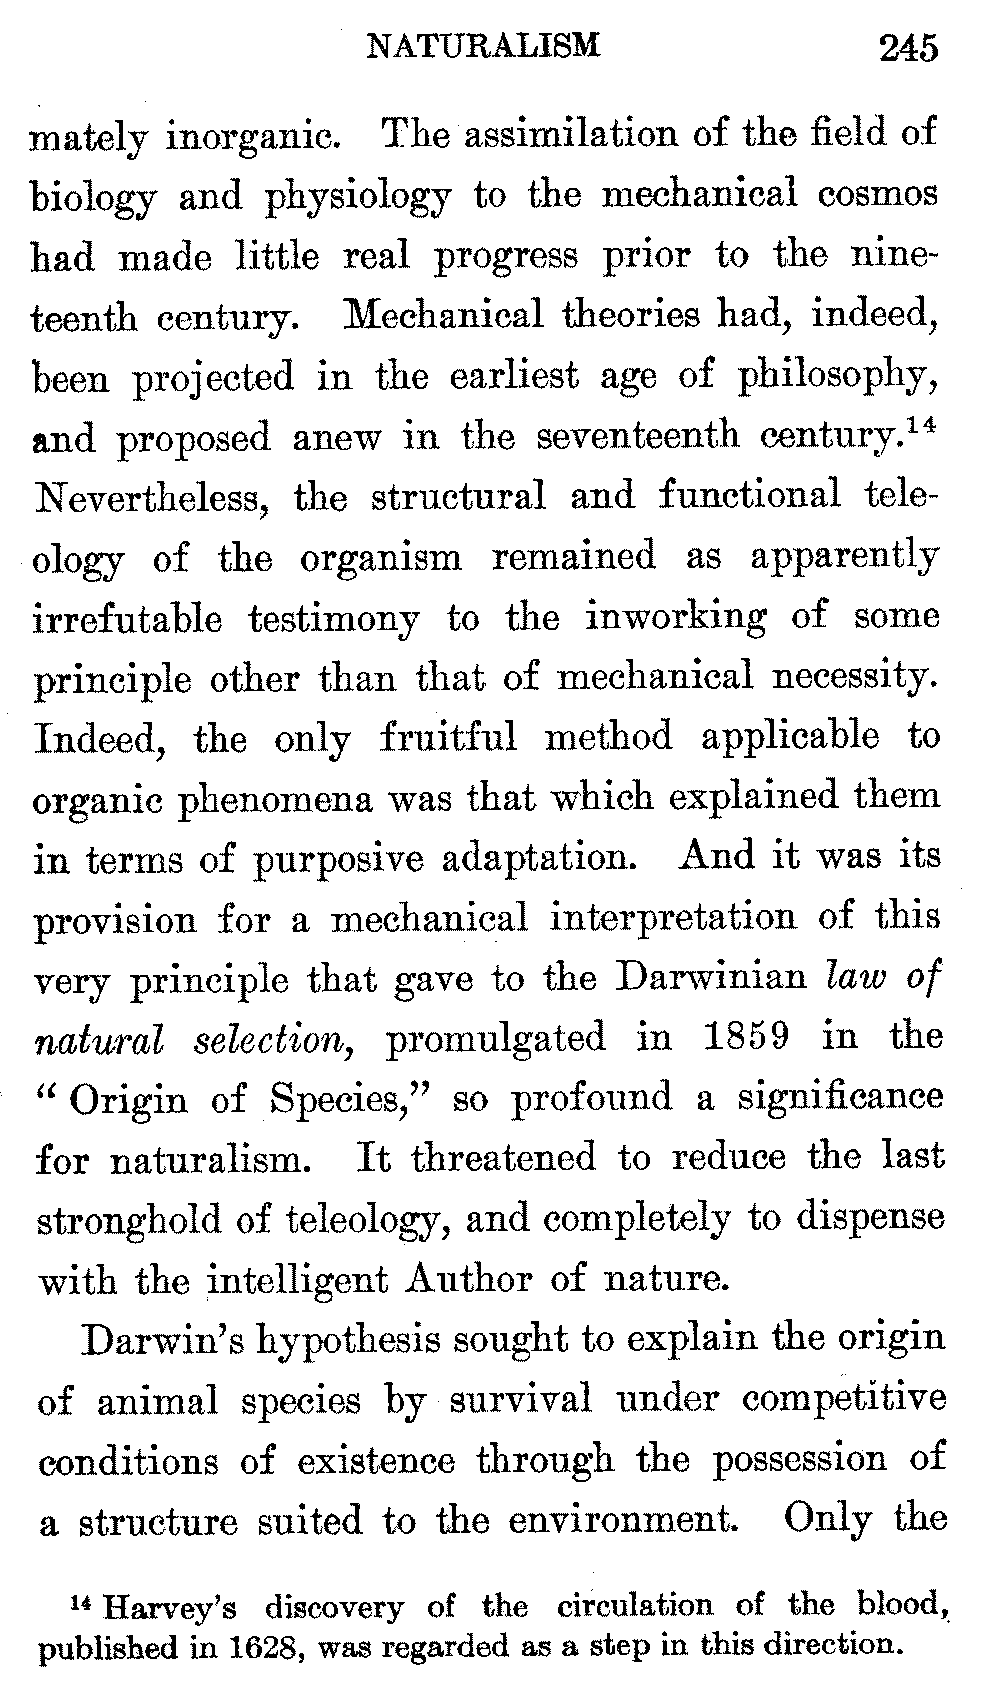 NATURALISM 245
mately inorganic. The assimilation of the field of
biology and physiology to the mechanical cosmos
had made little real progress prior to the nine-
teenth century. Mechanical theories had, indeed,
been projected in the earliest age of philosophy,
and proposed anew in the seventeenth century.¹⁴
Nevertheless, the structural and functional tele-
ology of the organism remained as apparently
irrefutable testimony to the inworking of some
principle other than that of mechanical necessity.
Indeed, the only fruitful method applicable to
organic phenomena was that which explained them
in terms of purposive adaptation. And it was its
provision for a mechanical interpretation of this
very principle that gave to the Darwinian law of
natural selection, promulgated in 1859 in the
“ Origin of Species,” so profound a significance
for naturalism. It threatened to reduce the last
stronghold of teleology, and completely to dispense
with the intelligent Author of nature.
Darwin’s hypothesis sought to explain the origin
of animal species by survival under competitive
conditions of existence through the possession of
a structure suited to the environment. Only the
¹⁴ Harvey’s discovery of the circulation of the blood,
published in 1628, was regarded as a step in this direction.